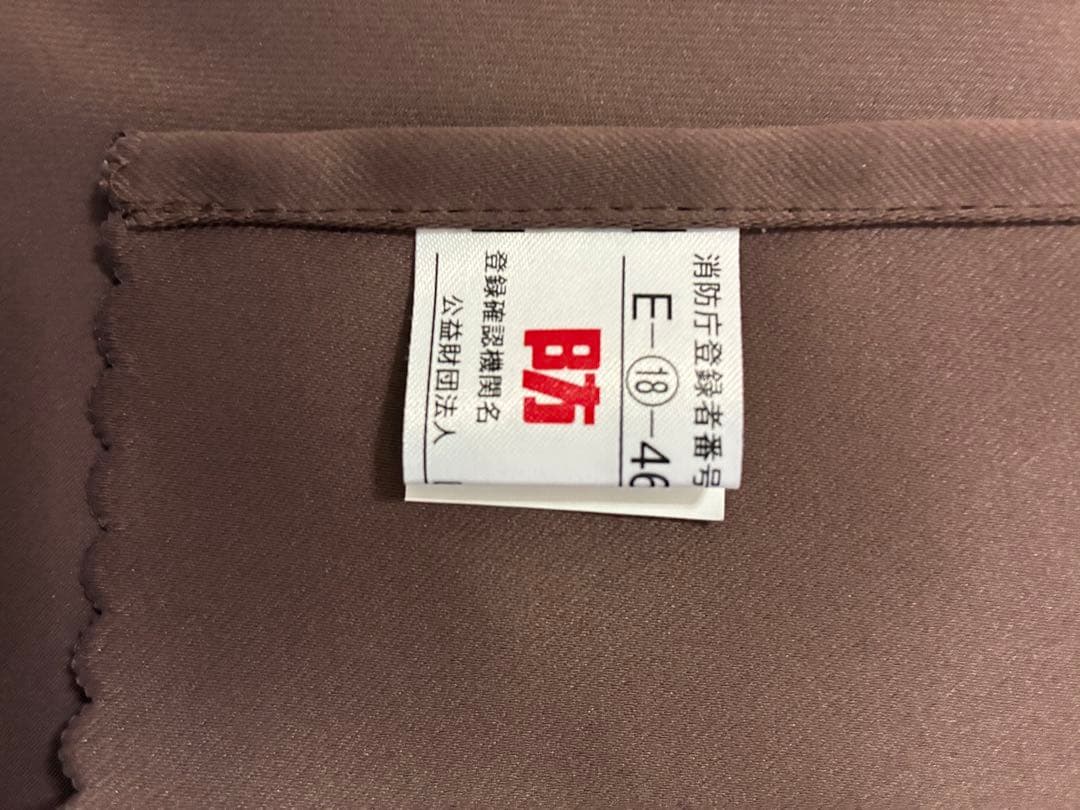 消防庁登録者番号
E-⑱-46
防
登録確認機関名
公益財団法人